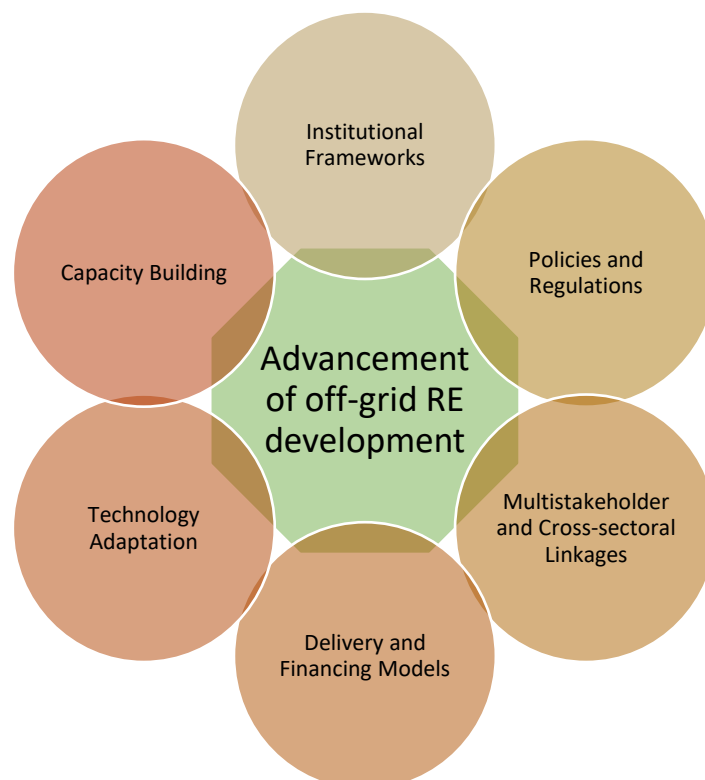 Institutional
Frameworks
Policies and
Regulations
Multistakeholder
and Cross-sectoral
Linkages
Delivery and
Financing Models
Technology
Adaptation
Capacity Building
Advancement
of off-grid RE
development